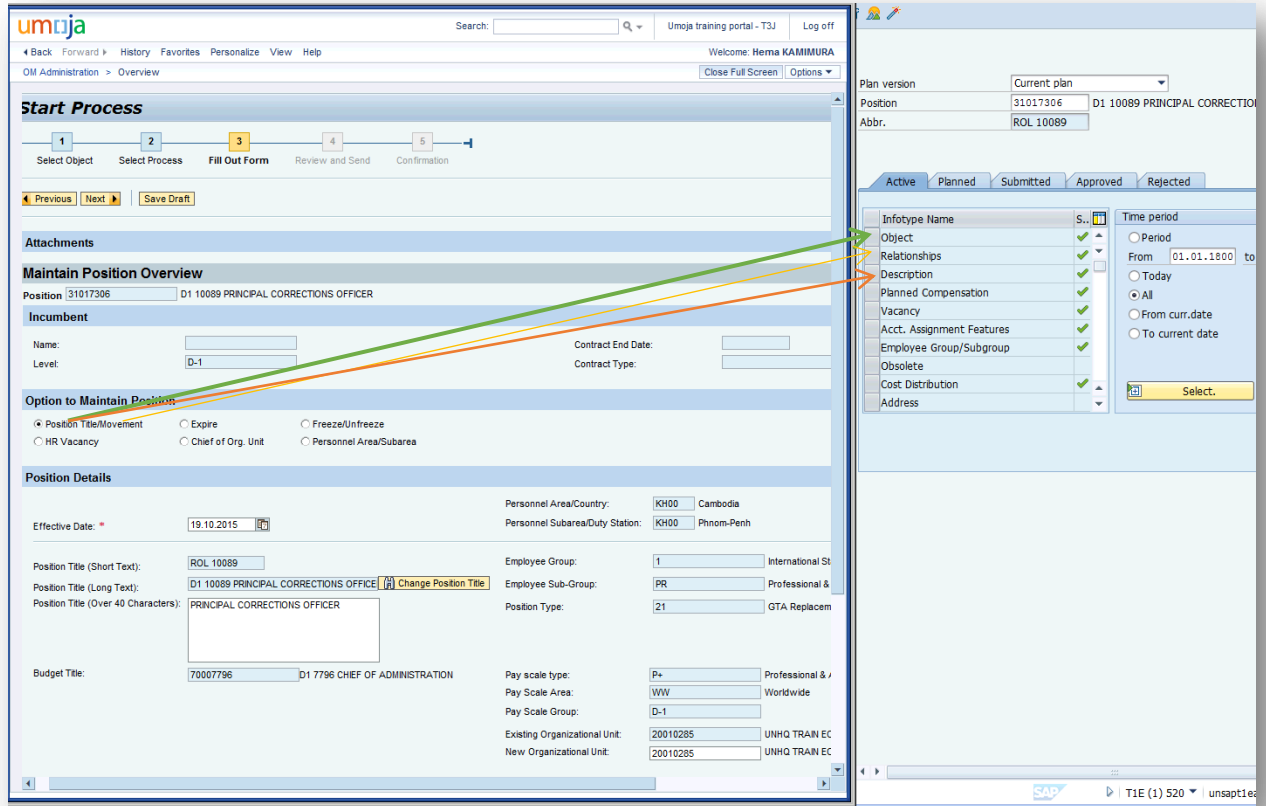 umoja
Search:
Umoja training portal - T3J
Log off
Back Forward History Favorites Personalize View Help
Welcome: Hema KAMIMURA
OM Administration > Overview
Close Full Screen
Options
Start Process
1 2 3 4 5
Select Object Select Process Fill Out Form Review and Send Confirmation
Previous Next Save Draft
Attachments
Maintain Position Overview
Position 31017306 D1 10089 PRINCIPAL CORRECTIONS OFFICER
Incumbent
Name: Contract End Date:
Level: D-1 Contract Type:
Option to Maintain Position
Position Title/Movement Expire Freeze/Unfreeze
HR Vacancy Chief of Org. Unit Personnel Area/Subarea
Position Details
Personnel Area/Country: KH00 Cambodia
Effective Date: * 19.10.2015 Personnel Subarea/Duty Station: KH00 Phnom-Penh
Position Title (Short Text): ROL 10089 Employee Group: 1 International St
Position Title (Long Text): D1 10089 PRINCIPAL CORRECTIONS OFFICE Change Position Title Employee Sub-Group: PR Professional &
Position Title (Over 40 Characters): PRINCIPAL CORRECTIONS OFFICER Position Type: 21 GTA Replacem
Budget Title: 70007796 D1 7796 CHIEF OF ADMINISTRATION Pay scale type: P+ Professional &
Pay Scale Area: WW Worldwide
Pay Scale Group: D-1
Existing Organizational Unit: 20010285 UNHQ TRAIN EC
New Organizational Unit: 20010285 UNHQ TRAIN EC
Plan version Current plan
Position 31017306 D1 10089 PRINCIPAL CORRECTIO
Abbr. ROL 10089
Active Planned Submitted Approved Rejected
Infotype Name S..
Object
Relationships
Description
Planned Compensation
Vacancy
Acct. Assignment Features
Employee Group/Subgroup
Obsolete
Cost Distribution
Address
Time period
Period
From 01.01.1800 to
Today
All
From curr.date
To current date
Select.
SAP
T1E (1) 520 unsapt1ea